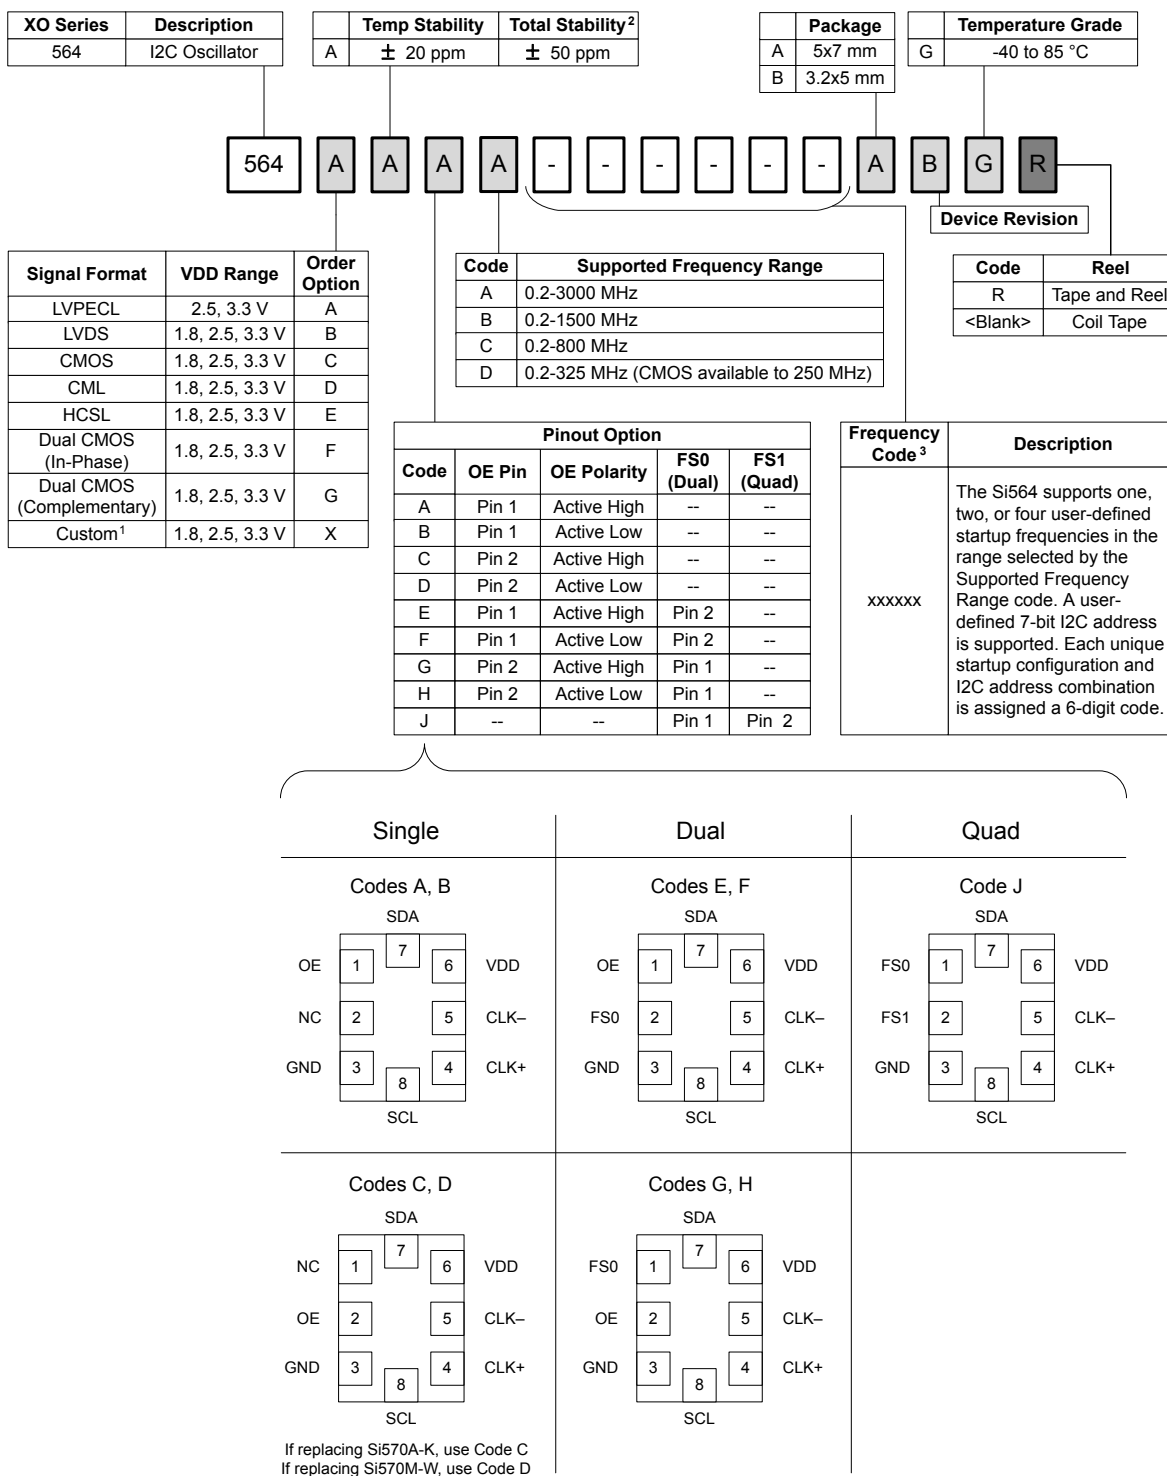 XO Series Description
564 I2C Oscillator
Temp Stability Total Stability 2
A ± 20 ppm ± 50 ppm
Package
A 5x7 mm
B 3.2x5 mm
Temperature Grade
G -40 to 85 °C
564 A A A A - - - - - - A B G R
Device Revision
Signal Format VDD Range Order Option
LVPECL 2.5, 3.3 V A
LVDS 1.8, 2.5, 3.3 V B
CMOS 1.8, 2.5, 3.3 V C
CML 1.8, 2.5, 3.3 V D
HCSL 1.8, 2.5, 3.3 V E
Dual CMOS (In-Phase) 1.8, 2.5, 3.3 V F
Dual CMOS (Complementary) 1.8, 2.5, 3.3 V G
Custom 1 1.8, 2.5, 3.3 V X
Code Supported Frequency Range
A 0.2-3000 MHz
B 0.2-1500 MHz
C 0.2-800 MHz
D 0.2-325 MHz (CMOS available to 250 MHz)
Code Reel
R Tape and Reel
<Blank> Coil Tape
Pinout Option
Code OE Pin OE Polarity FS0 (Dual) FS1 (Quad)
A Pin 1 Active High -- --
B Pin 1 Active Low -- --
C Pin 2 Active High -- --
D Pin 2 Active Low -- --
E Pin 1 Active High Pin 2 --
F Pin 1 Active Low Pin 2 --
G Pin 2 Active High Pin 1 --
H Pin 2 Active Low Pin 1 --
J -- -- Pin 1 Pin 2
Frequency Code 3 Description
xxxxxx
The Si564 supports one,
two, or four user-defined
startup frequencies in the
range selected by the
Supported Frequency
Range code. A user-
defined 7-bit I2C address
is supported. Each unique
startup configuration and
I2C address combination
is assigned a 6-digit code.
Single Dual Quad
Codes A, B
SDA
7
OE 1 6 VDD
NC 2 5 CLK–
GND 3 4 CLK+
8
SCL
Codes E, F
SDA
7
OE 1 6 VDD
FS0 2 5 CLK–
GND 3 4 CLK+
8
SCL
Code J
SDA
7
FS0 1 6 VDD
FS1 2 5 CLK–
GND 3 4 CLK+
8
SCL
Codes C, D
SDA
7
NC 1 6 VDD
OE 2 5 CLK–
GND 3 4 CLK+
8
SCL
If replacing Si570A-K, use Code C
If replacing Si570M-W, use Code D
Codes G, H
SDA
7
FS0 1 6 VDD
OE 2 5 CLK–
GND 3 4 CLK+
8
SCL